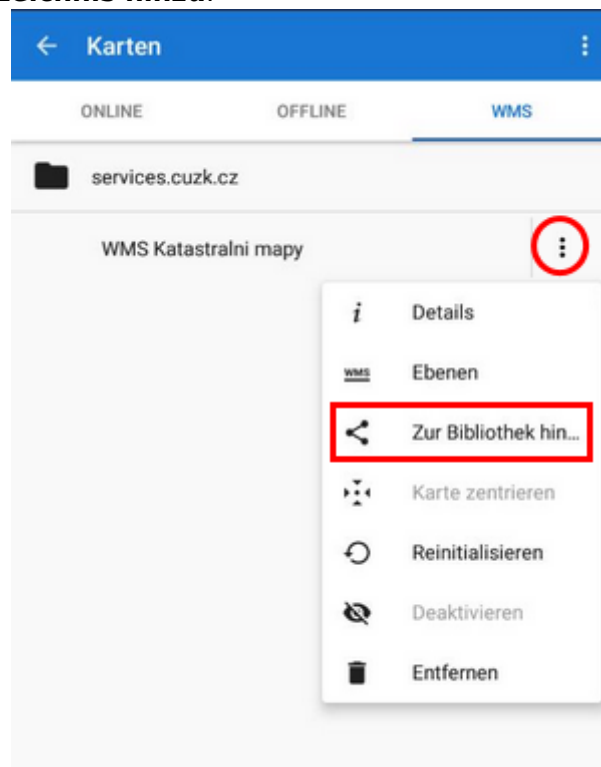 Karten
ONLINE OFFLINE WMS
services.cuzk.cz
WMS Katastralni mapy
i Details
WMS Ebenen
Zur Bibliothek hin...
Karte zentrieren
Reinitialisieren
Deaktivieren
Entfernen